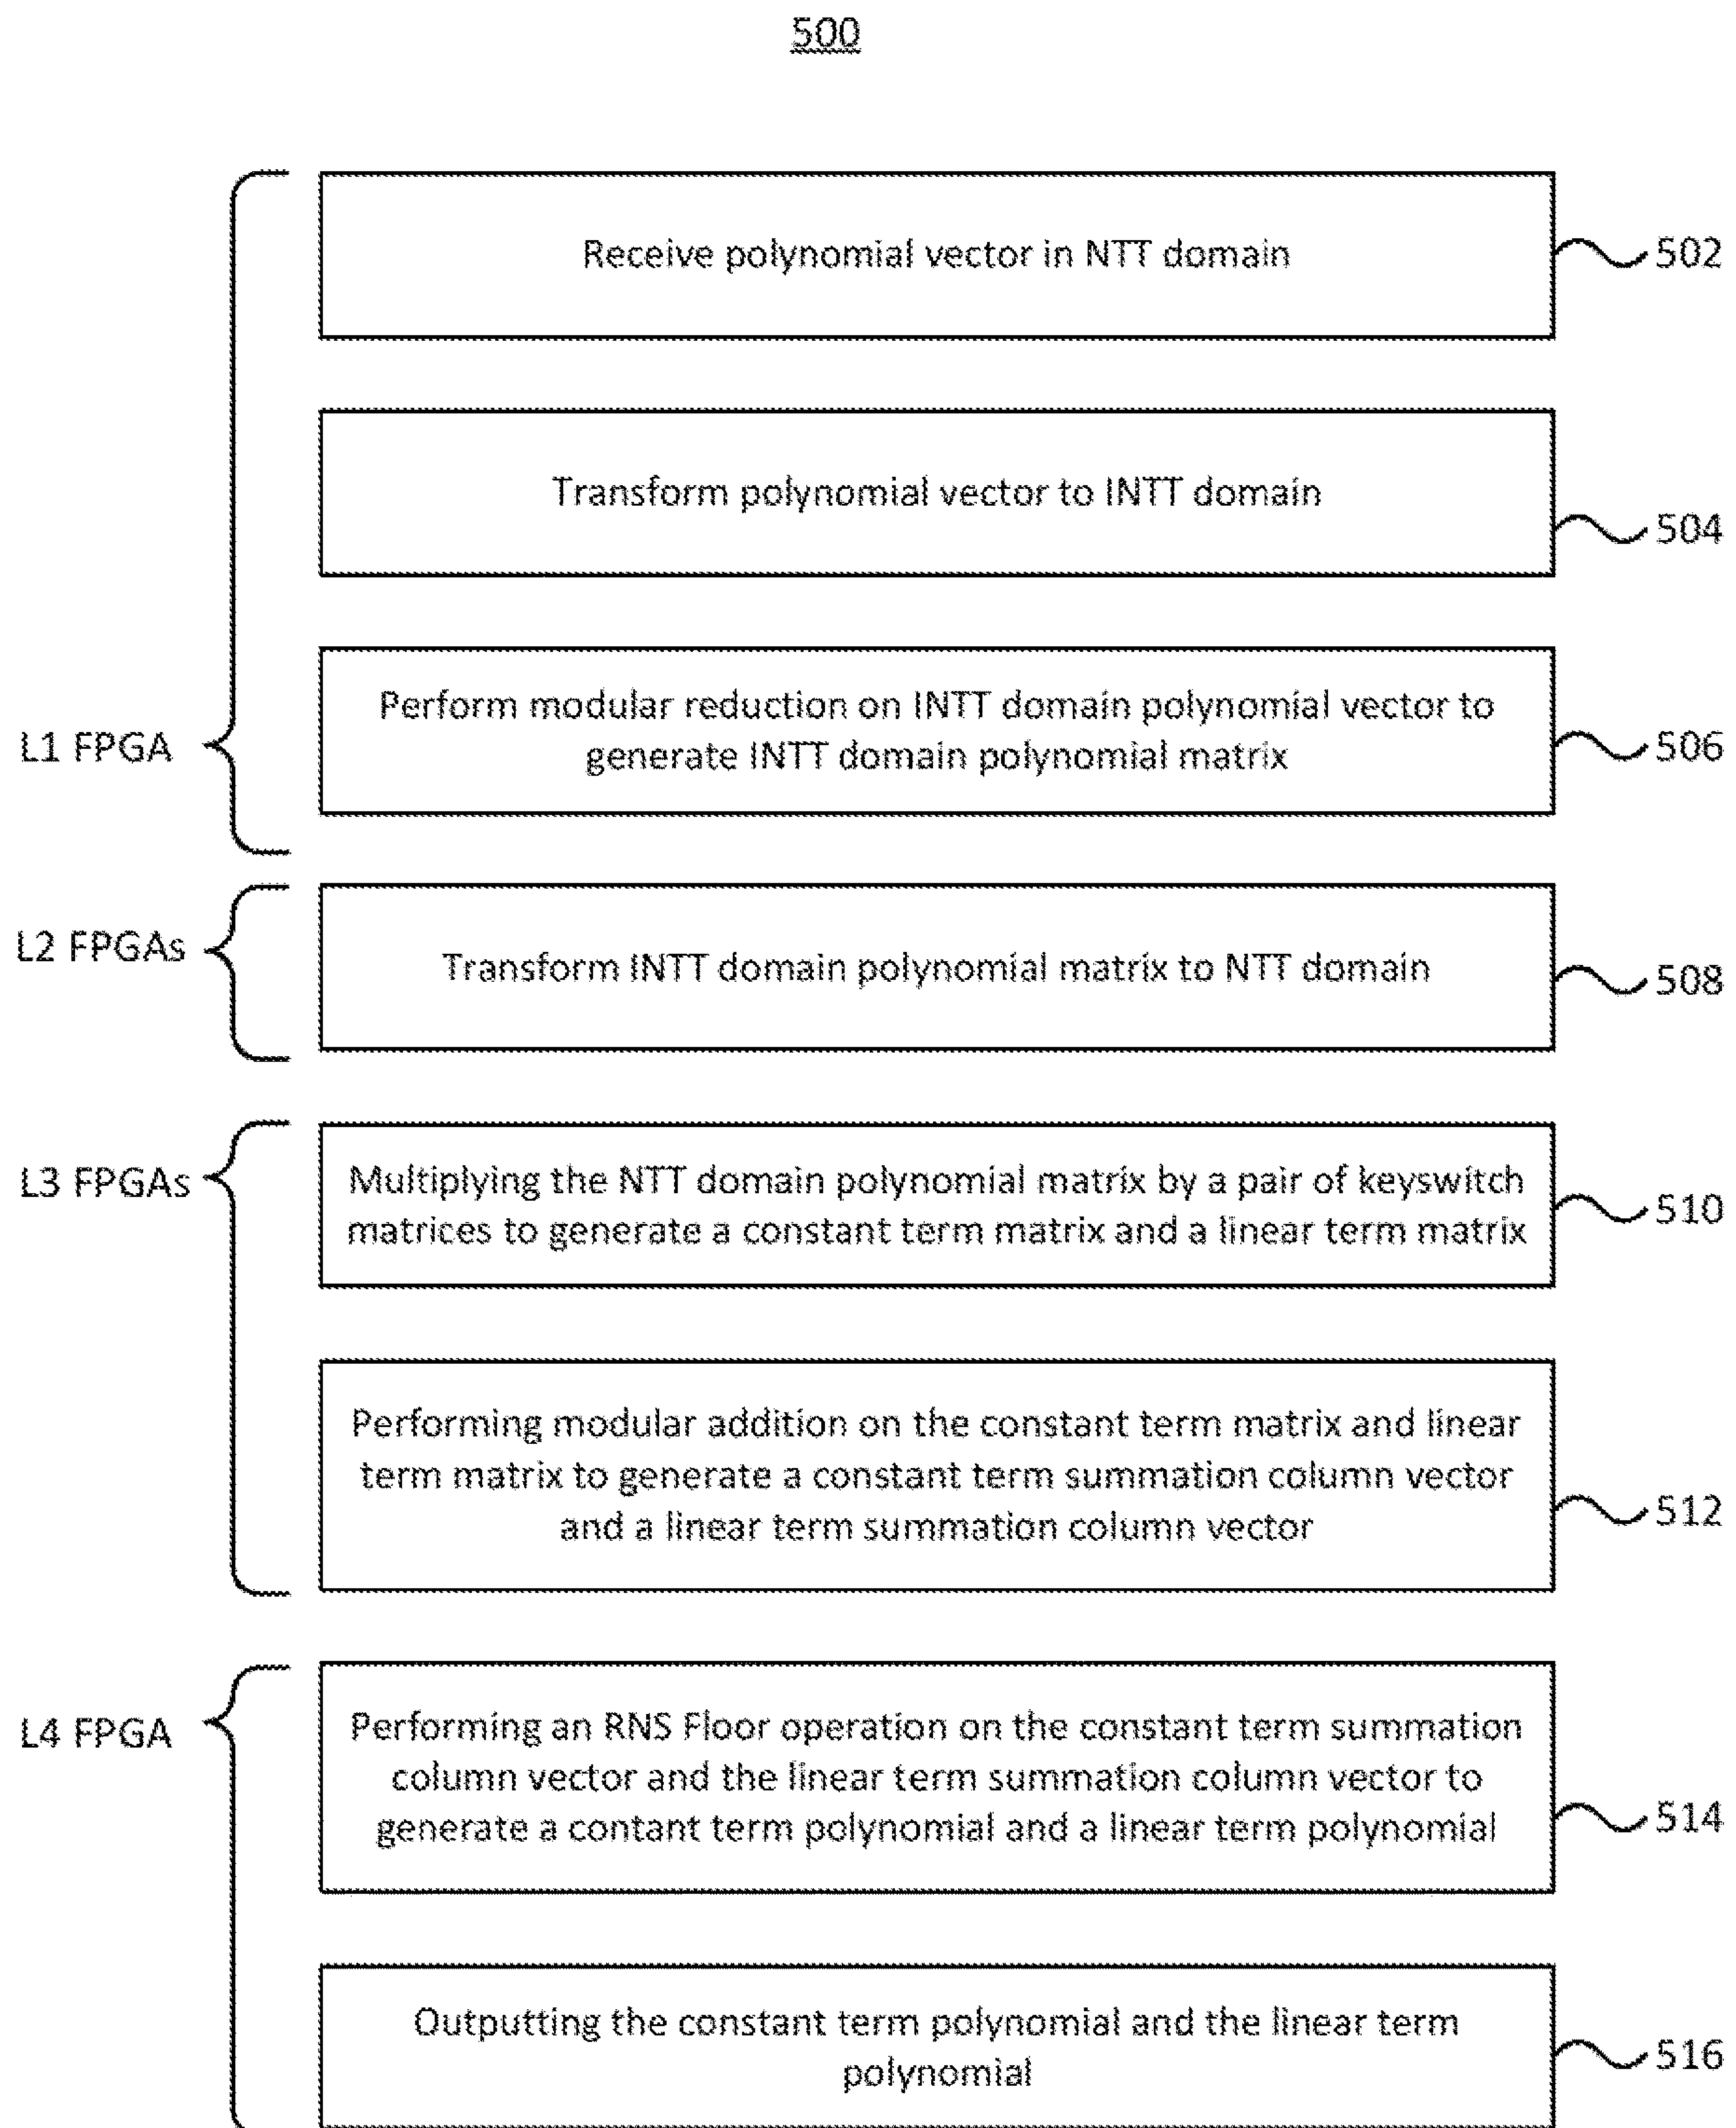 500
Receive polynomial vector in NTT domain
502
Transform polynomial vector to INTT domain
504
L1 FPGA
Perform modular reduction on INTT domain polynomial vector to
generate INTT domain polynomial matrix
506
L2 FPGAs
Transform INTT domain polynomial matrix to NTT domain
508
L3 FPGAs
Multiplying the NTT domain polynomial matrix by a pair of keyswitch
matrices to generate a constant term matrix and a linear term matrix
510
Performing modular addition on the constant term matrix and linear
term matrix to generate a constant term summation column vector
and a linear term summation column vector
512
L4 FPGA
Performing an RNS Floor operation on the constant term summation
column vector and the linear term summation column vector to
generate a contant term polynomial and a linear term polynomial
514
Outputting the constant term polynomial and the linear term
polynomial
516